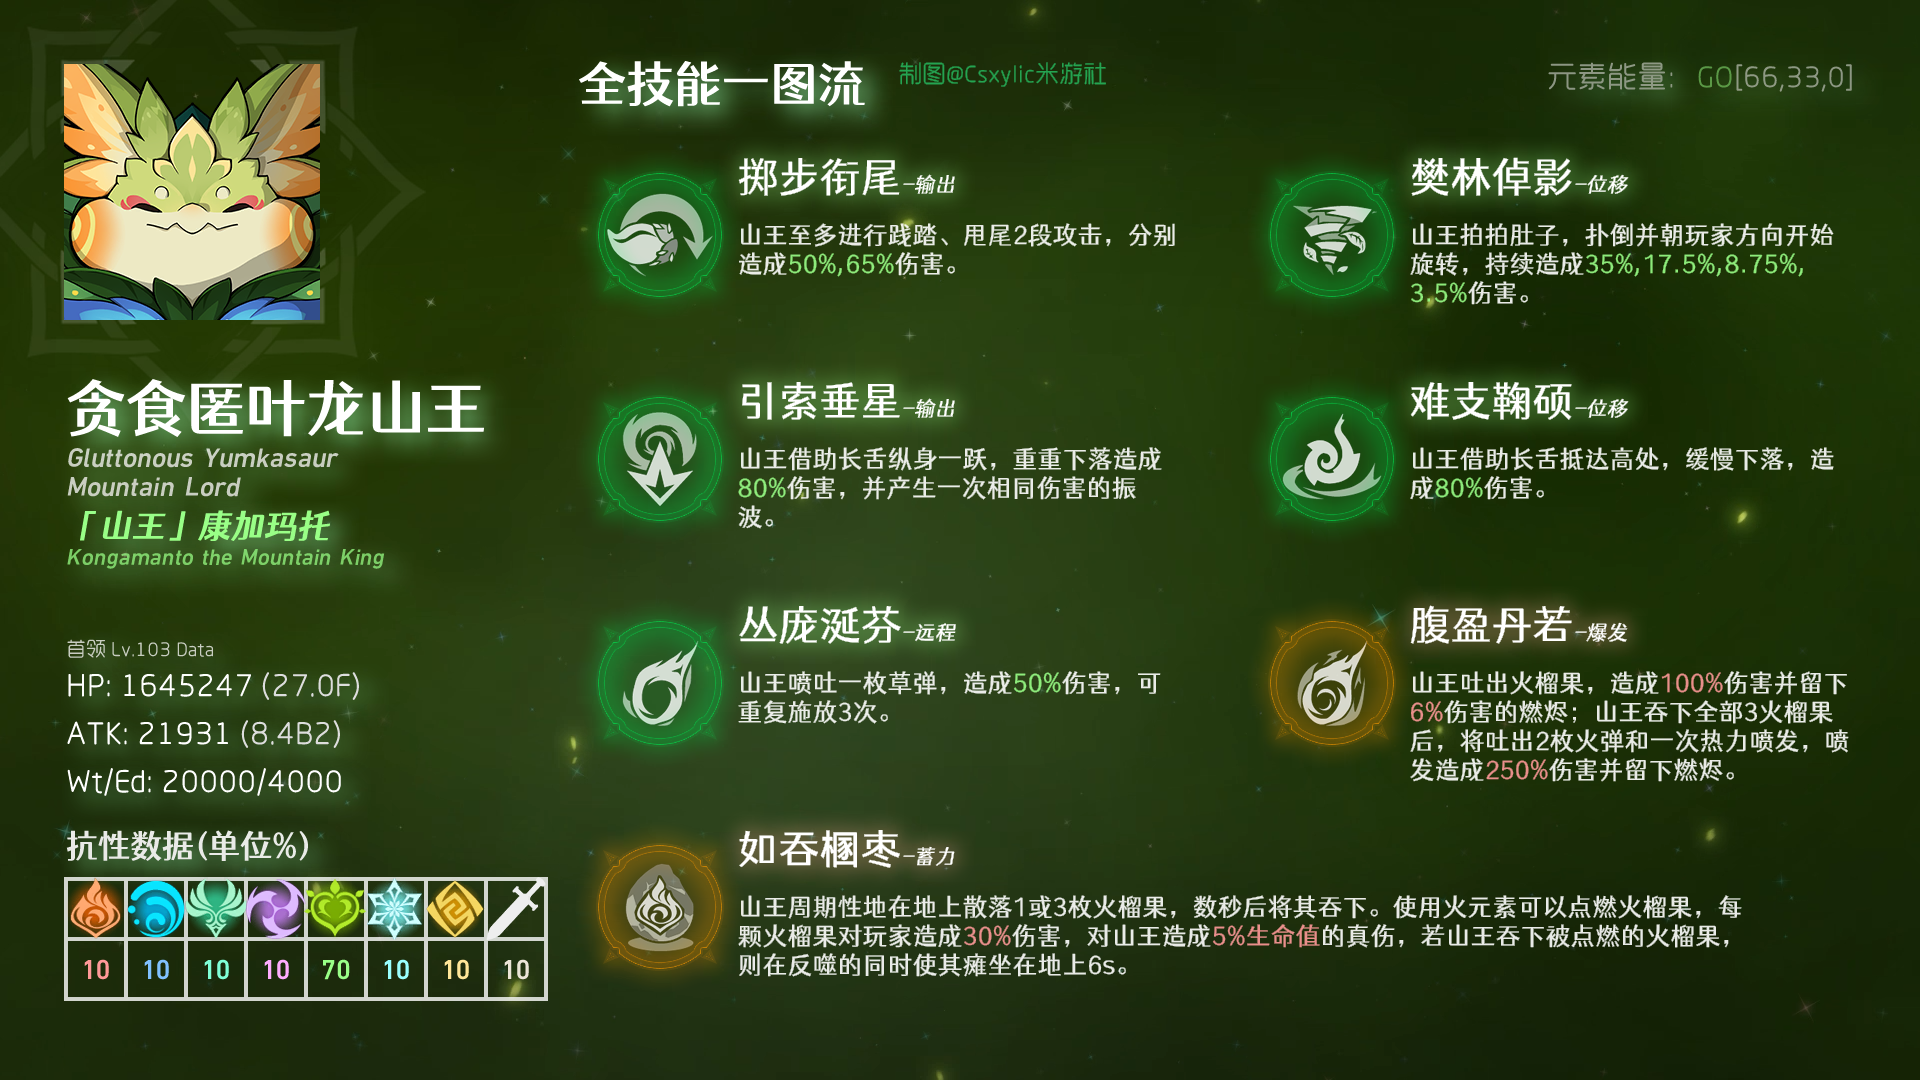 全技能一图流
制图@Csxylic米游社
元素能量: GO[66,33,0]
贪食匿叶龙山王
Gluttonous Yumkasaur
Mountain Lord
「山王」康加玛托
Kongamanto the Mountain King
首领 Lv.103 Data
HP: 1645247 (27.0F)
ATK: 21931 (8.4B2)
Wt/Ed: 20000/4000
抗性数据(单位%)
10 10 10 10 70 10 10 10
掷步衔尾-输出
山王至多进行践踏、甩尾2段攻击，分别
造成50%,65%伤害。
樊林倬影-位移
山王拍拍肚子，扑倒并朝玩家方向开始
旋转，持续造成35%,17.5%,8.75%,
3.5%伤害。
引索垂星-输出
山王借助长舌纵身一跃，重重下落造成
80%伤害，并产生一次相同伤害的振
波。
难支鞠硕-位移
山王借助长舌抵达高处，缓慢下落，造
成80%伤害。
丛庞涎芬-远程
山王喷吐一枚草弹，造成50%伤害，可
重复施放3次。
腹盈丹若-爆发
山王吐出火榴果，造成100%伤害并留下
6%伤害的燃烬；山王吞下全部3火榴果
后，将吐出2枚火弹和一次热力喷发，喷
发造成250%伤害并留下燃烬。
如吞棝枣-蓄力
山王周期性地在地上散落1或3枚火榴果，数秒后将其吞下。使用火元素可以点燃火榴果，每
颗火榴果对玩家造成30%伤害，对山王造成5%生命值的真伤，若山王吞下被点燃的火榴果，
则在反噬的同时使其瘫坐在地上6s。